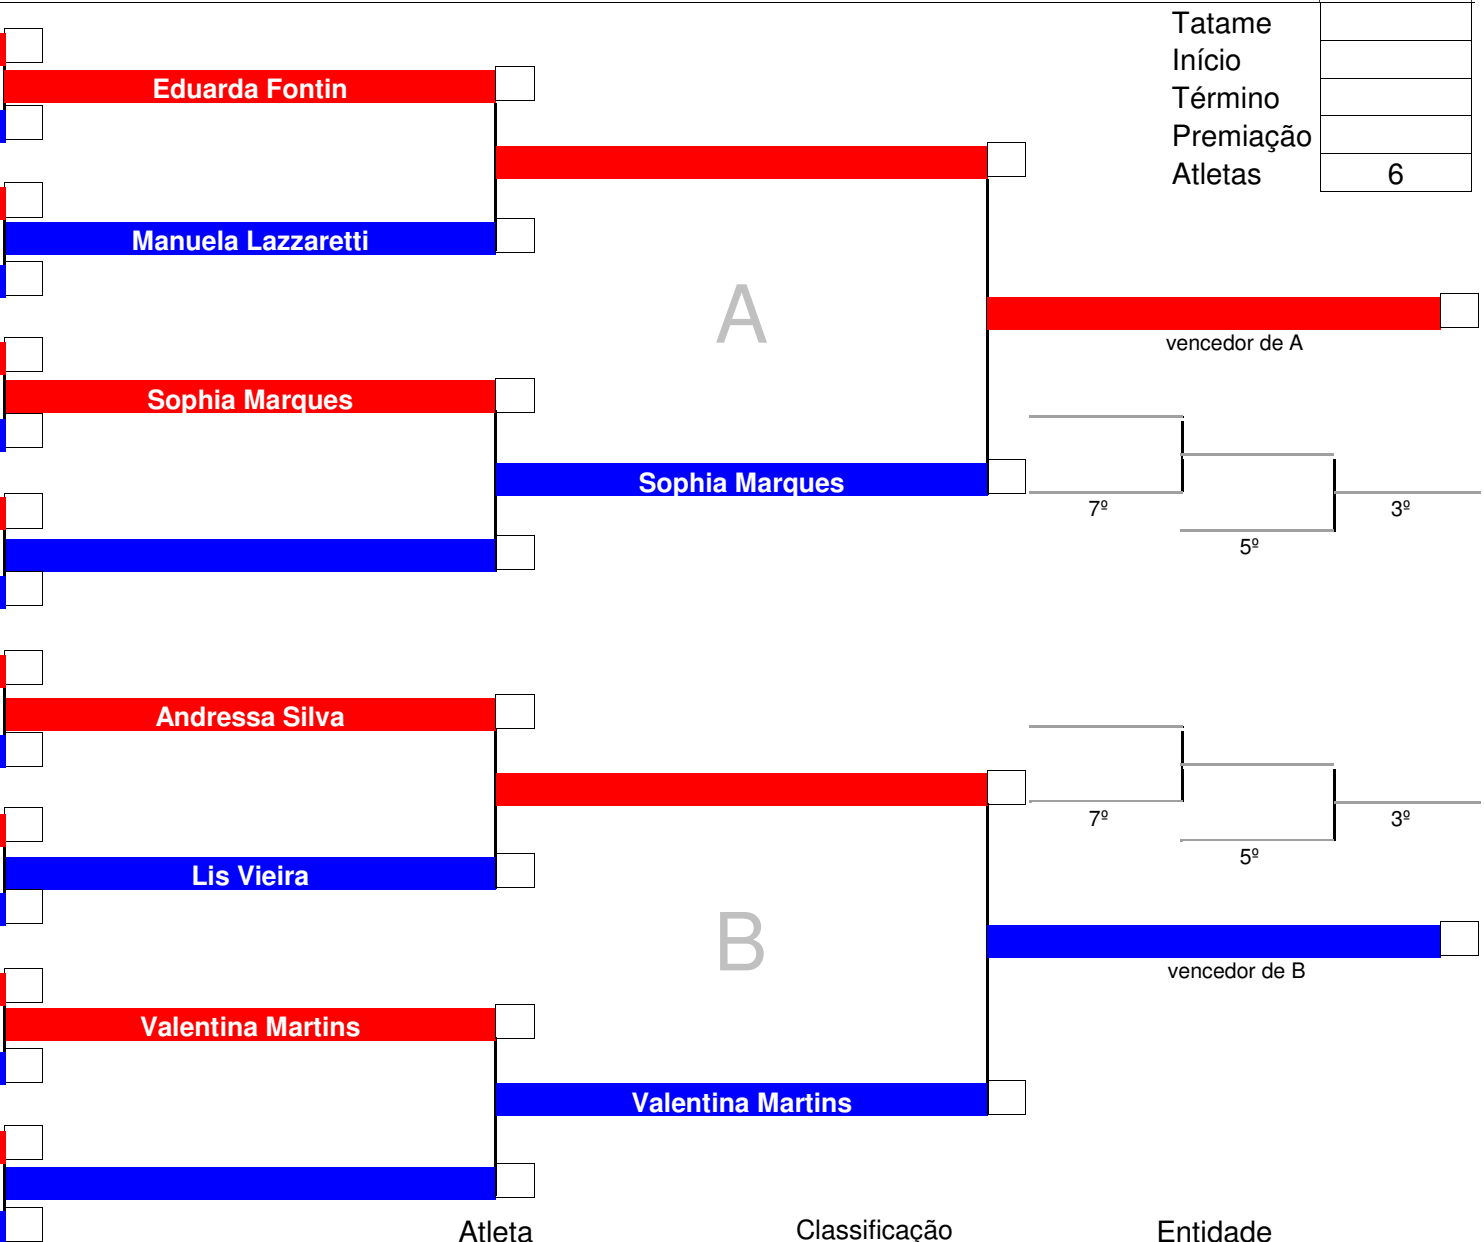 Tatame
Início
Término
Premiação
Atletas 6
Eduarda Fontin
Manuela Lazzaretti
A
vencedor de A
Sophia Marques
Sophia Marques
7º
3º
5º
Andressa Silva
7º
3º
5º
Lis Vieira
B
vencedor de B
Valentina Martins
Valentina Martins
Atleta Classificação Entidade